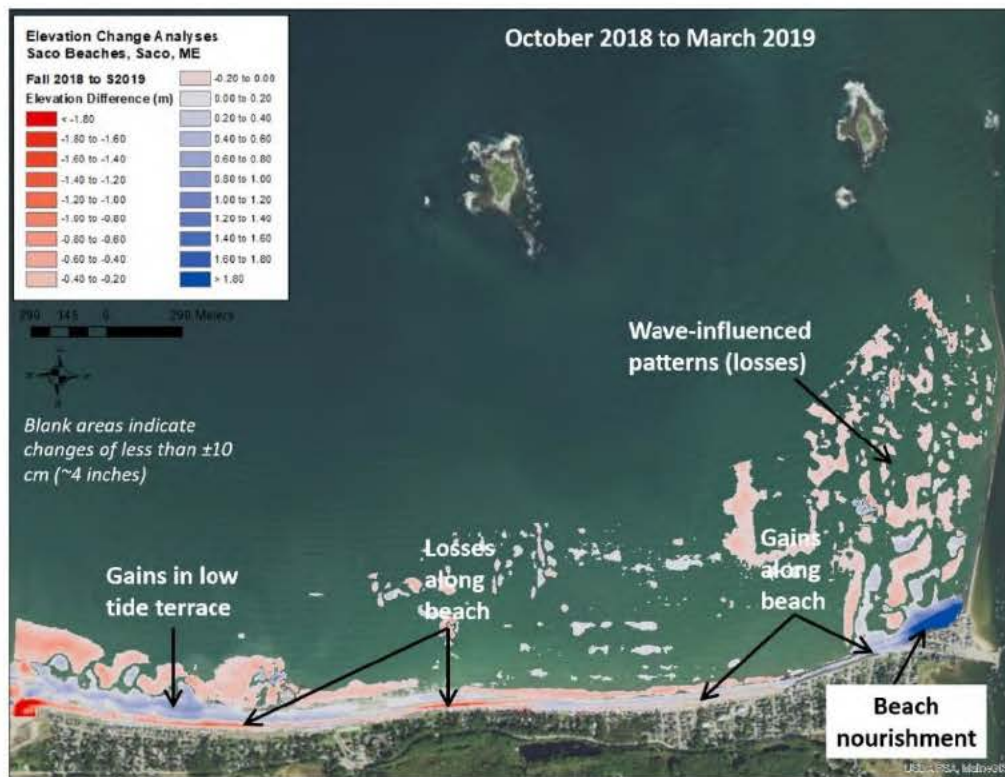 October 2018 to March 2019
Elevation Change Analyses
Saco Beaches, Saco, ME
Fall 2018 to S2019
Elevation Difference (m)
< -1.80
-1.80 to -1.60
-1.60 to -1.40
-1.40 to -1.20
-1.20 to -1.00
-1.00 to -0.80
-0.80 to -0.60
-0.60 to -0.40
-0.40 to -0.20
-0.20 to 0.00
0.00 to 0.20
0.20 to 0.40
0.40 to 0.60
0.60 to 0.80
0.80 to 1.00
1.00 to 1.20
1.20 to 1.40
1.40 to 1.60
1.60 to 1.80
> 1.80
290 145 0 290 Meters
Blank areas indicate
changes of less than ±10
cm (~4 inches)
Wave-influenced
patterns (losses)
Gains in low
tide terrace
Losses
along
beach
Gains
along
beach
Beach
nourishment